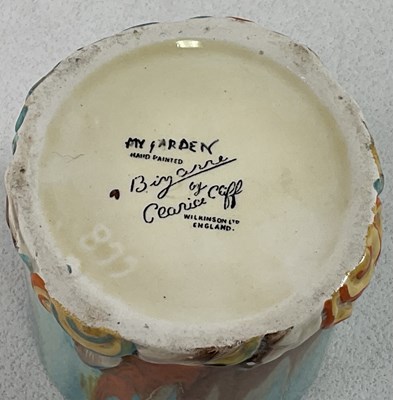 MY GARDEN
HAND PAINTED
Bizarre
by
Clarice Cliff
WILKINSON LTD
ENGLAND.